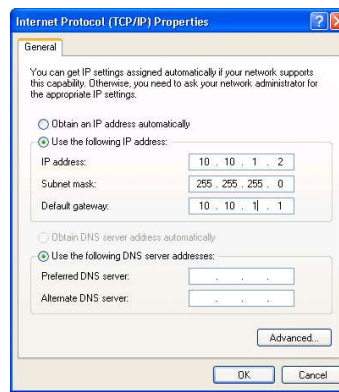 Internet Protocol (TCP/IP) Properties
General
You can get IP settings assigned automatically if your network supports
this capability. Otherwise, you need to ask your network administrator for
the appropriate IP settings.
Obtain an IP address automatically
Use the following IP address:
IP address: 10 . 10 . 1 . 2
Subnet mask: 255 . 255 . 255 . 0
Default gateway: 10 . 10 . 1 . 1
Obtain DNS server address automatically
Use the following DNS server addresses:
Preferred DNS server: . . .
Alternate DNS server: . . .
Advanced...
OK Cancel